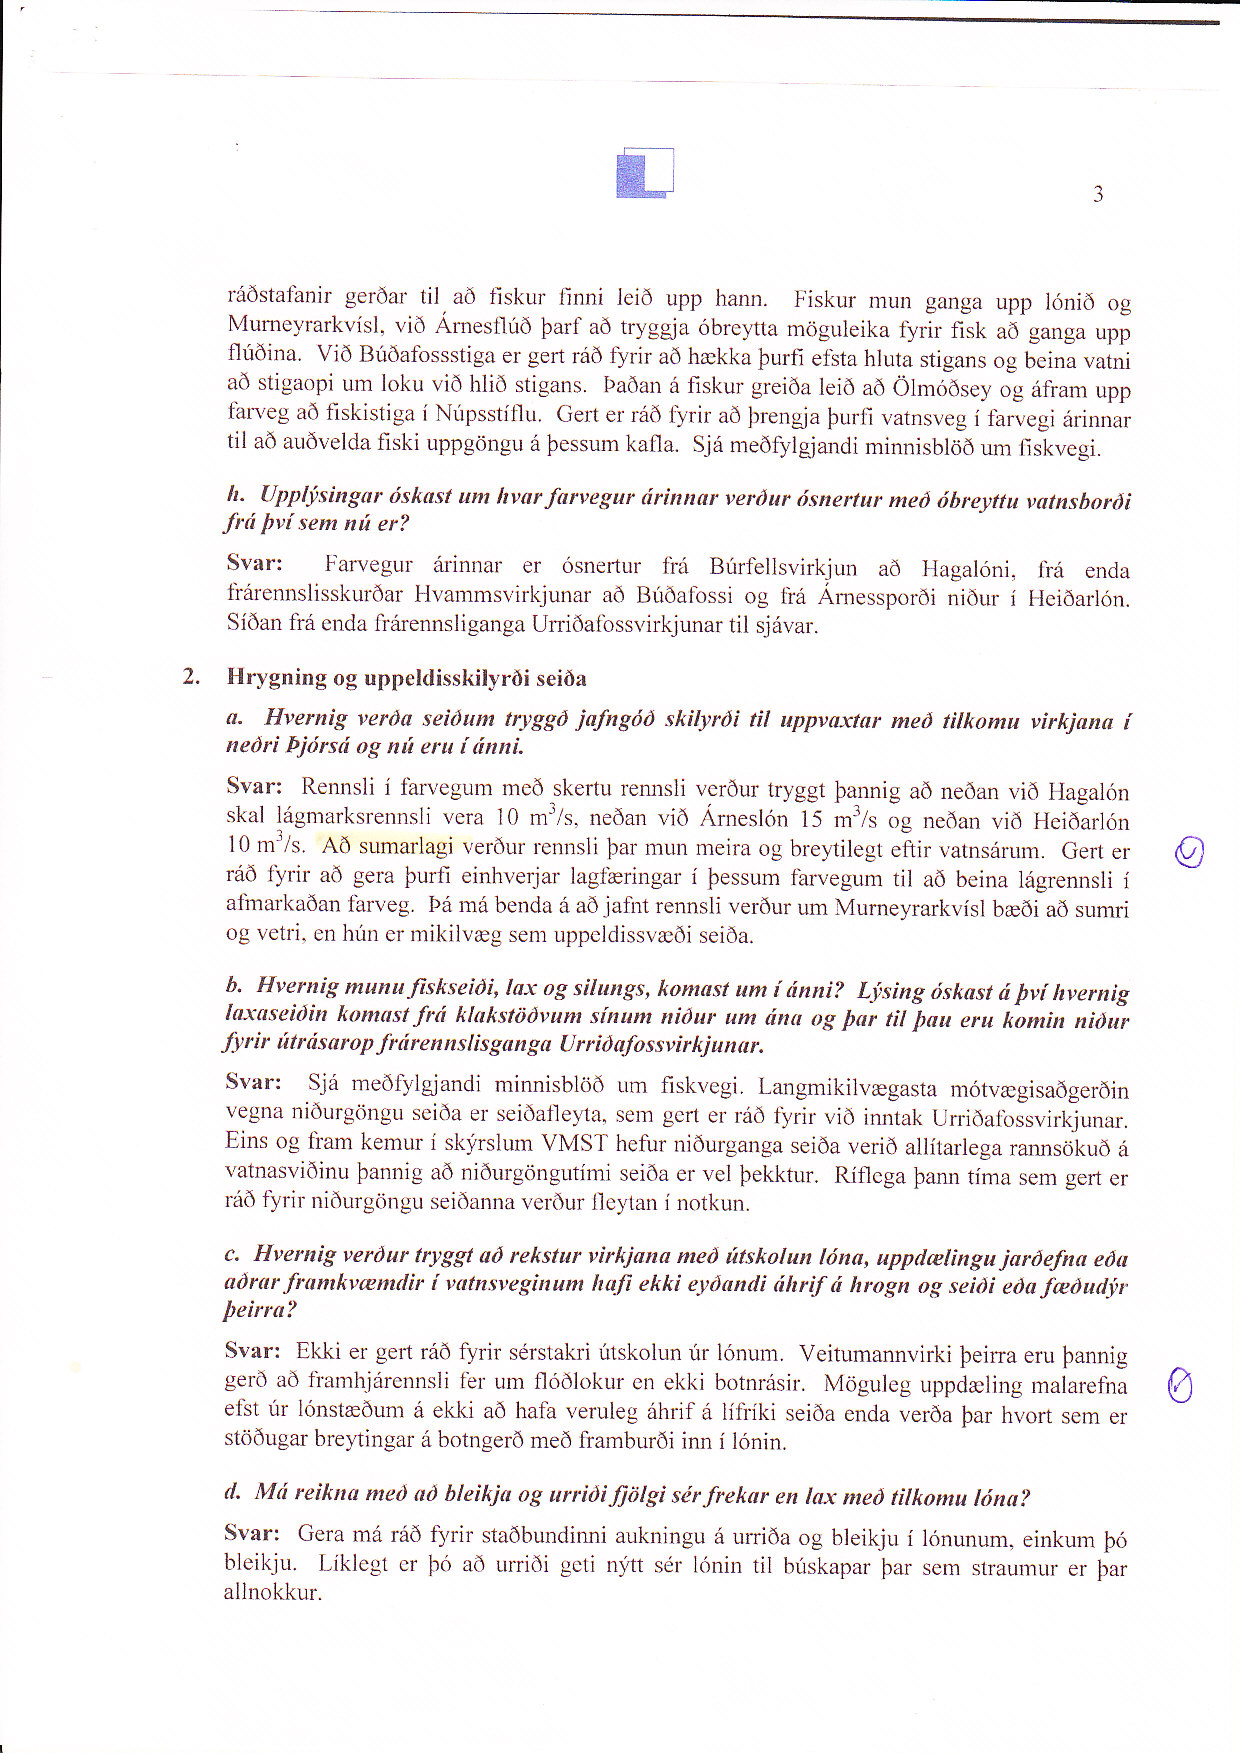 3
ráðstafanir gerðar til að fiskur finni leið upp hann. Fiskur mun ganga upp lónið og
Murneyrarkvísl, við Árnesflúð þarf að tryggja óbreytta möguleika fyrir fisk að ganga upp
flúðina. Við Búðafossstiga er gert ráð fyrir að hækka þurfi efsta hluta stigans og beina vatni
að stigaopi um loku við hlið stigans. Þaðan á fiskur greiða leið að Ölmóðsey og áfram upp
farveg að fiskistiga í Núpsstíflu. Gert er ráð fyrir að þrengja þurfi vatnsveg í farvegi árinnar
til að auðvelda fiski uppgöngu á þessum kafla. Sjá meðfylgjandi minnisblöð um fiskvegi.
h. Upplýsingar óskast um hvar farvegur árinnar verður ósnertur með óbreyttu vatnsborði
frá því sem nú er?
Svar: Farvegur árinnar er ósnertur frá Búrfellsvirkjun að Hagalóni, frá enda
frárennslisskurðar Hvammsvirkjunar að Búðafossi og frá Árnessporði niður í Heiðarlón.
Síðan frá enda frárennsliganga Urriðafossvirkjunar til sjávar.
2. Hrygning og uppeldisskilyrði seiða
a. Hvernig verða seiðum tryggð jafngóð skilyrði til uppvaxtar með tilkomu virkjana í
neðri Þjórsá og nú eru í ánni.
Svar: Rennsli í farvegum með skertu rennsli verður tryggt þannig að neðan við Hagalón
skal lágmarksrennsli vera 10 m³/s, neðan við Árneslón 15 m³/s og neðan við Heiðarlón
10 m³/s. Að sumarlagi verður rennsli þar mun meira og breytilegt eftir vatnsárum. Gert er
ráð fyrir að gera þurfi einhverjar lagfæringar í þessum farvegum til að beina lágrennsli í
afmarkaðan farveg. Þá má benda á að jafnt rennsli verður um Murneyrarkvísl bæði að sumri
og vetri, en hún er mikilvæg sem uppeldissvæði seiða.
b. Hvernig munu fiskseiði, lax og silungs, komast um í ánni? Lýsing óskast á því hvernig
laxaseiðin komast frá klakstöðvum sínum niður um ána og þar til þau eru komin niður
fyrir útrásarop frárennslisganga Urriðafossvirkjunar.
Svar: Sjá meðfylgjandi minnisblöð um fiskvegi. Langmikilvægasta mótvægisaðgerðin
vegna niðurgöngu seiða er seiðafleyta, sem gert er ráð fyrir við inntak Urriðafossvirkjunar.
Eins og fram kemur í skýrslum VMST hefur niðurganga seiða verið allítarlega rannsökuð á
vatnasviðinu þannig að niðurgöngutími seiða er vel þekktur. Ríflega þann tíma sem gert er
ráð fyrir niðurgöngu seiðanna verður fleytan í notkun.
c. Hvernig verður tryggt að rekstur virkjana með útskolun lóna, uppdælingu jarðefna eða
aðrar framkvæmdir í vatnsveginum hafi ekki eyðandi áhrif á hrogn og seiði eða fæðudýr
þeirra?
Svar: Ekki er gert ráð fyrir sérstakri útskolun úr lónum. Veitumannvirki þeirra eru þannig
gerð að framhjárennsli fer um flóðlokur en ekki botnrásir. Möguleg uppdæling malarefna
efst úr lónstæðum á ekki að hafa veruleg áhrif á lífríki seiða enda verða þar hvort sem er
stöðugar breytingar á botngerð með framburði inn í lónin.
d. Má reikna með að bleikja og urriði fjölgi sér frekar en lax með tilkomu lóna?
Svar: Gera má ráð fyrir staðbundinni aukningu á urriða og bleikju í lónunum, einkum þó
bleikju. Líklegt er þó að urriði geti nýtt sér lónin til búskapar þar sem straumur er þar
allnokkur.